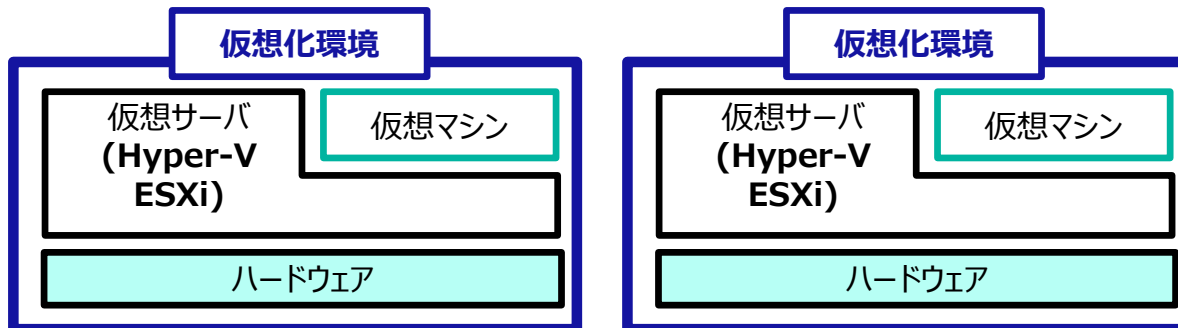 仮想化環境
仮想サーバ
(Hyper-V
ESXi)
仮想マシン
ハードウェア
仮想化環境
仮想サーバ
(Hyper-V
ESXi)
仮想マシン
ハードウェア